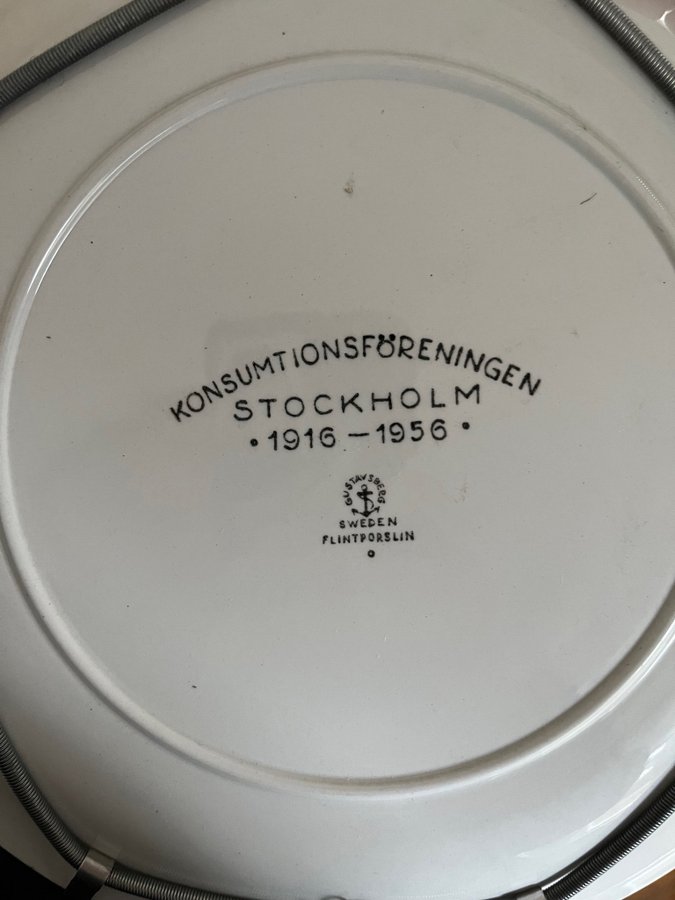 KONSUMTIONSFÖRENINGEN
STOCKHOLM
• 1916 – 1956 •
GUSTAVSBERG
SWEDEN
FLINTPORSLIN